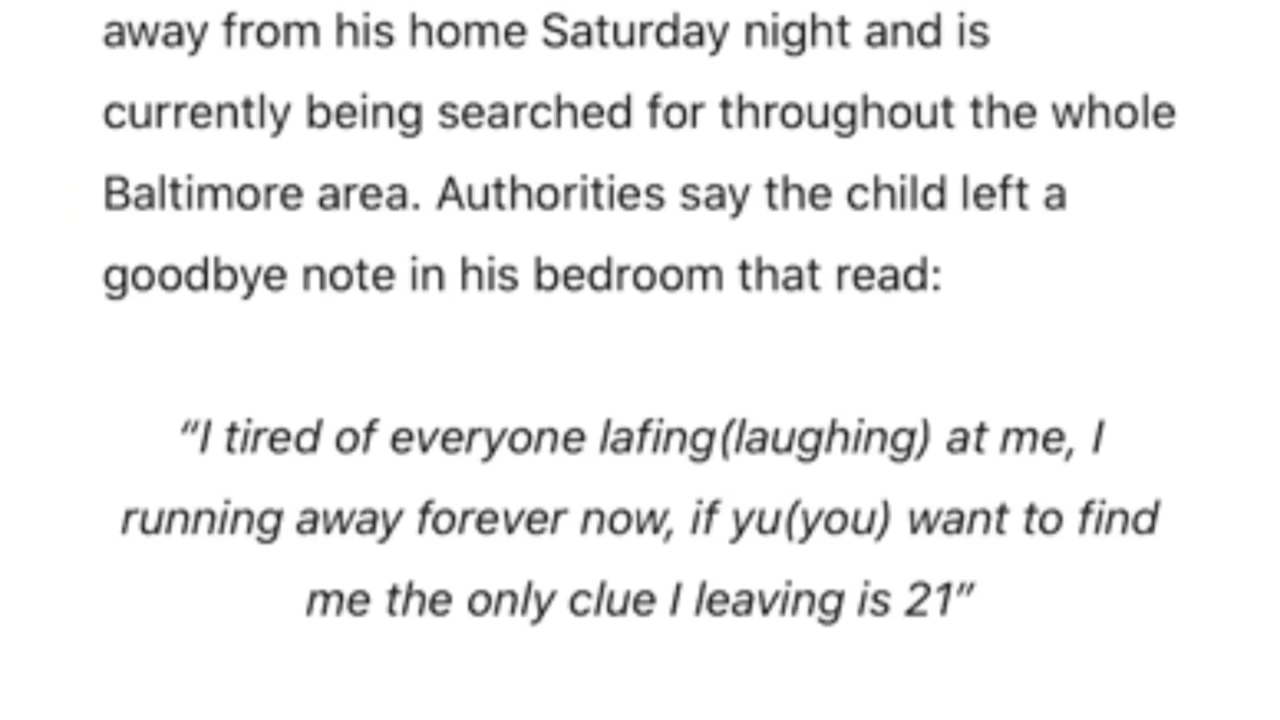 away from his home Saturday night and is
currently being searched for throughout the whole
Baltimore area. Authorities say the child left a
goodbye note in his bedroom that read:
“I tired of everyone lafing(laughing) at me, I
running away forever now, if yu(you) want to find
me the only clue I leaving is 21”